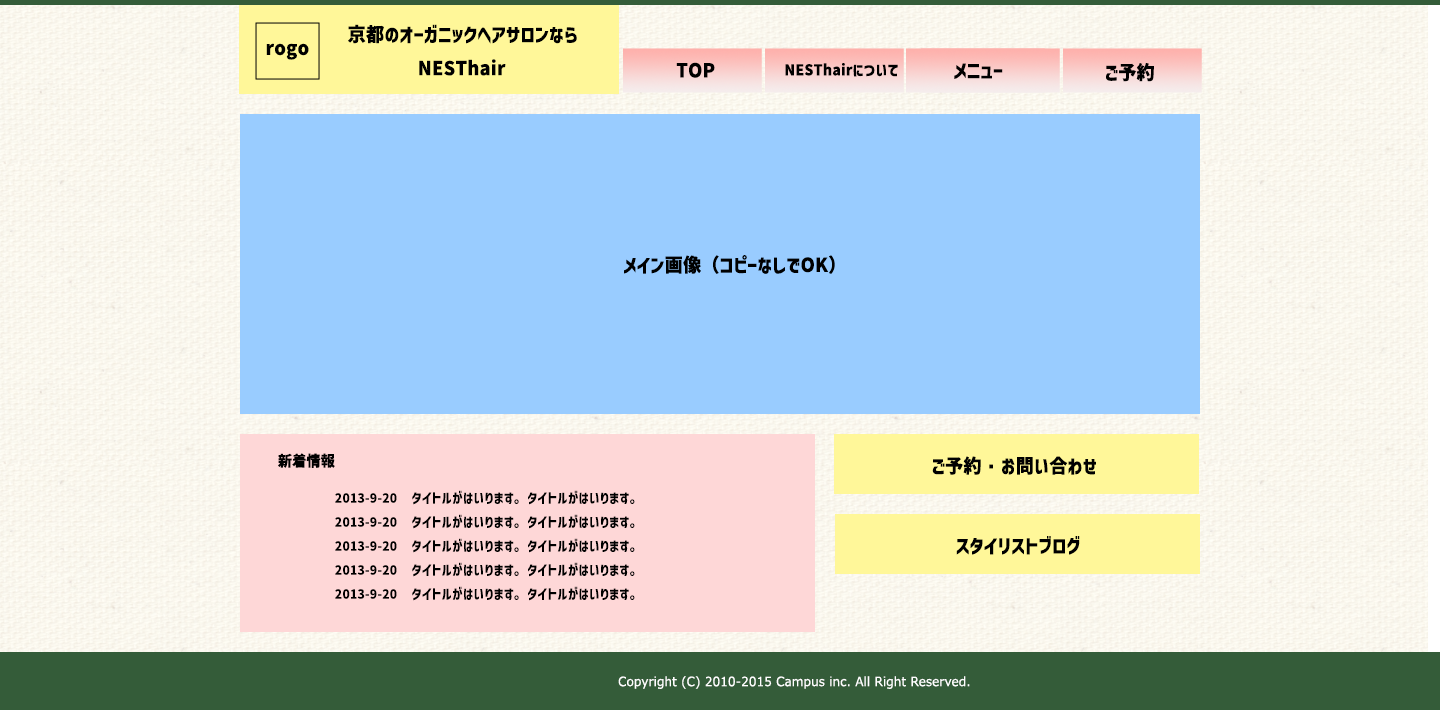 rogo
京都のオーガニックヘアサロンなら
NESThair
TOP
NESThairについて
メニュー
ご予約
メイン画像（コピーなしでOK）
新着情報
2013-9-20 タイトルがはいります。タイトルがはいります。
2013-9-20 タイトルがはいります。タイトルがはいります。
2013-9-20 タイトルがはいります。タイトルがはいります。
2013-9-20 タイトルがはいります。タイトルがはいります。
2013-9-20 タイトルがはいります。タイトルがはいります。
ご予約・お問い合わせ
スタイリストブログ
Copyright (C) 2010-2015 Campus inc. All Right Reserved.